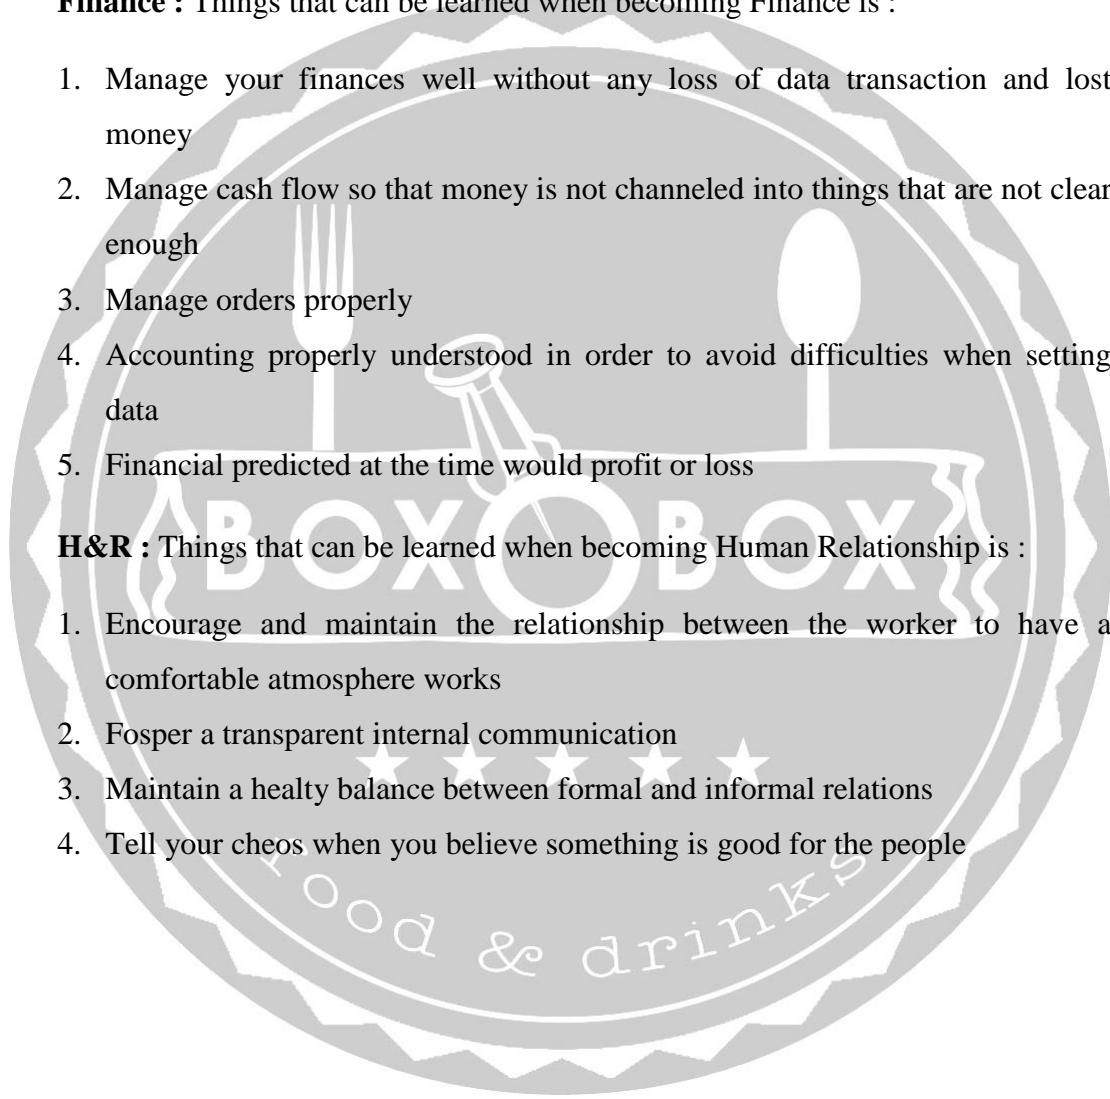 Finance : Things that can be learned when becoming Finance is :
1. Manage your finances well without any loss of data transaction and lost
money
2. Manage cash flow so that money is not channeled into things that are not clear
enough
3. Manage orders properly
4. Accounting properly understood in order to avoid difficulties when setting
data
5. Financial predicted at the time would profit or loss
BOX BOX
H&R : Things that can be learned when becoming Human Relationship is :
1. Encourage and maintain the relationship between the worker to have a
comfortable atmosphere works
2. Fosper a transparent internal communication
3. Maintain a healty balance between formal and informal relations
4. Tell your cheos when you believe something is good for the people
food & drinks